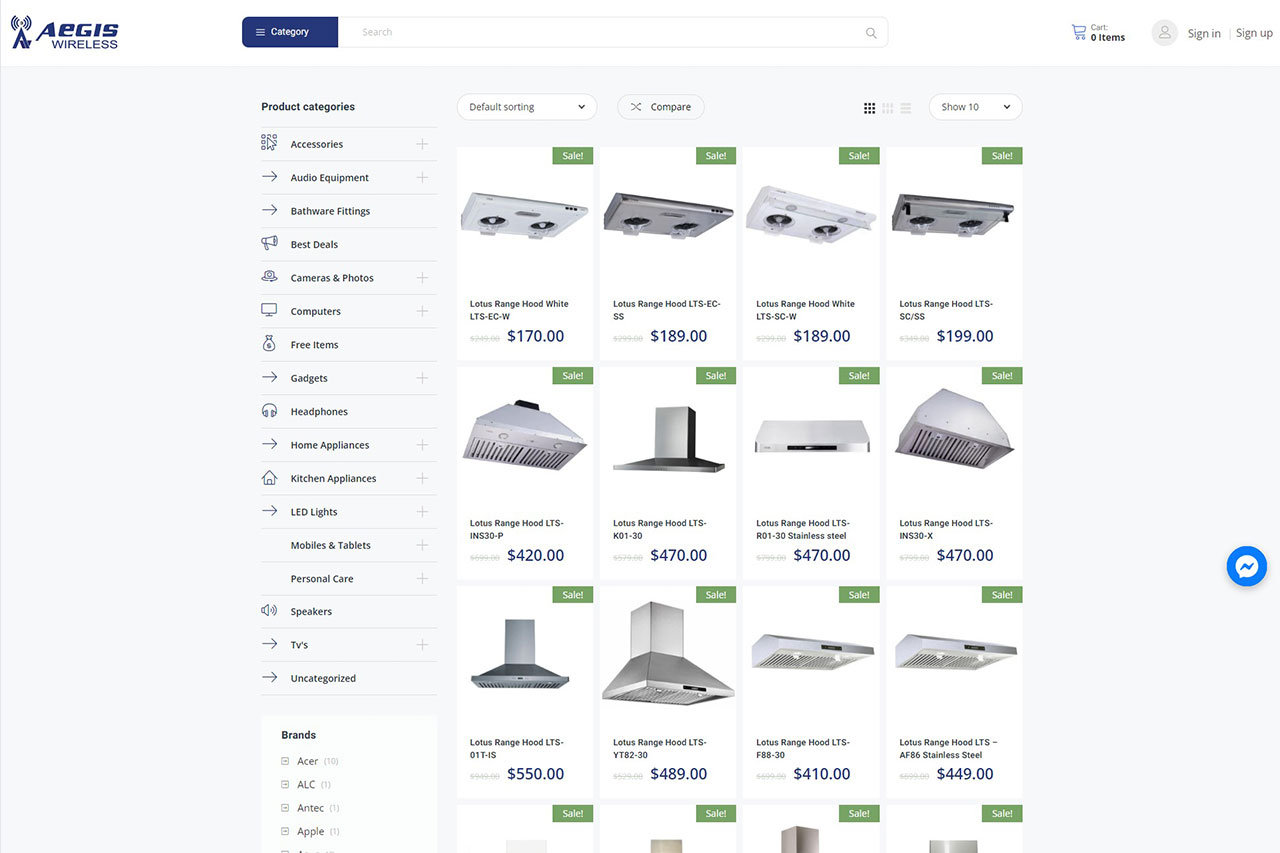 AEGIS
WIRELESS
Category
Search
Cart:
0 Items
Sign in
Sign up
Product categories
Accessories
Audio Equipment
Bathware Fittings
Best Deals
Cameras & Photos
Computers
Free Items
Gadgets
Headphones
Home Appliances
Kitchen Appliances
LED Lights
Mobiles & Tablets
Personal Care
Speakers
Tv's
Uncategorized
Brands
Acer (10)
ALC (1)
Antec (1)
Apple (1)
Default sorting
Compare
Show 10
Sale!
Sale!
Sale!
Sale!
Lotus Range Hood White
LTS-EC-W
$249.00 $170.00
Lotus Range Hood LTS-EC-
SS
$299.00 $189.00
Lotus Range Hood White
LTS-SC-W
$299.00 $189.00
Lotus Range Hood LTS-
SC/SS
$349.00 $199.00
Sale!
Sale!
Sale!
Sale!
Lotus Range Hood LTS-
INS30-P
$699.00 $420.00
Lotus Range Hood LTS-
K01-30
$579.00 $470.00
Lotus Range Hood LTS-
R01-30 Stainless steel
$799.00 $470.00
Lotus Range Hood LTS-
INS30-X
$799.00 $470.00
Sale!
Sale!
Sale!
Sale!
Lotus Range Hood LTS-
01T-IS
$949.00 $550.00
Lotus Range Hood LTS-
YT82-30
$529.00 $489.00
Lotus Range Hood LTS-
F88-30
$699.00 $410.00
Lotus Range Hood LTS –
AF86 Stainless Steel
$699.00 $449.00
Sale!
Sale!
Sale!
Sale!